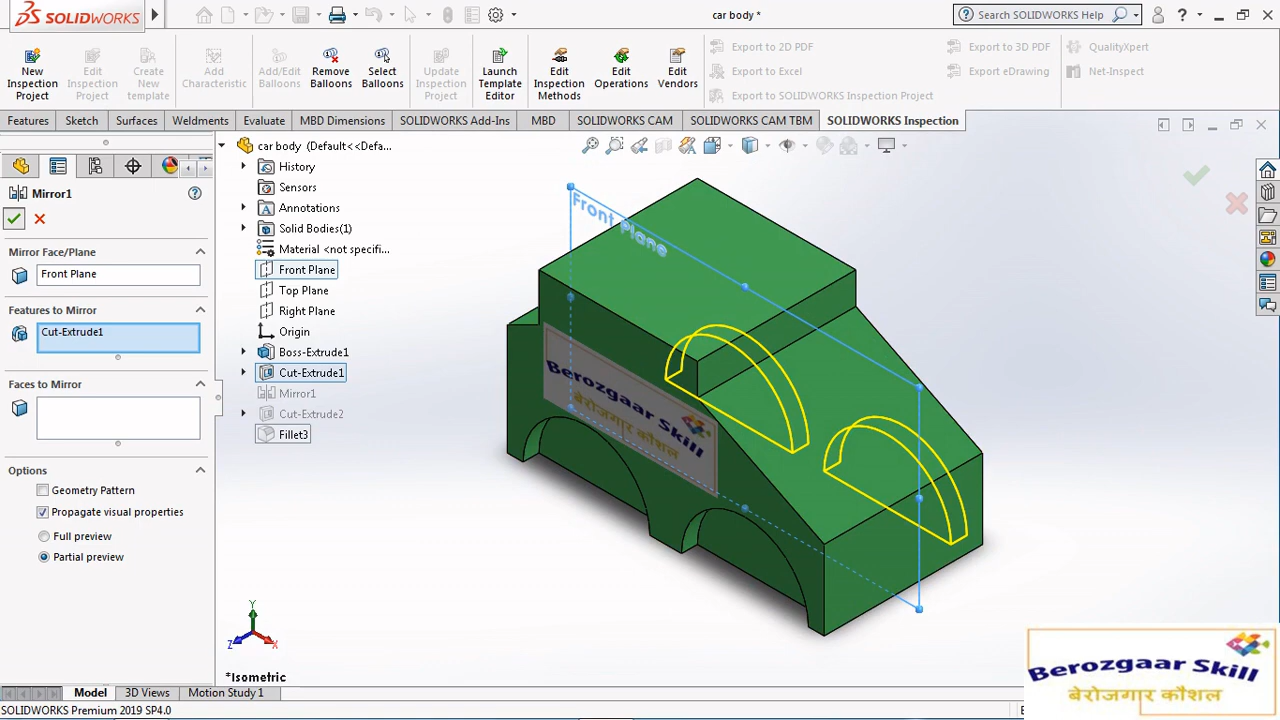 SOLIDWORKS
car body *
Search SOLIDWORKS Help
?
New Inspection Project
Edit Inspection Project
Create New template
Add Characteristic
Add/Edit Balloons
Remove Balloons
Select Balloons
Update Inspection Project
Launch Template Editor
Edit Inspection Methods
Edit Operations
Edit Vendors
Export to 2D PDF
Export to Excel
Export to SOLIDWORKS Inspection Project
Export to 3D PDF
Export eDrawing
QualityXpert
Net-Inspect
Features
Sketch
Surfaces
Weldments
Evaluate
MBD Dimensions
SOLIDWORKS Add-Ins
MBD
SOLIDWORKS CAM
SOLIDWORKS CAM TBM
SOLIDWORKS Inspection
Mirror1
Mirror Face/Plane
Front Plane
Features to Mirror
Cut-Extrude1
Faces to Mirror
Options
Geometry Pattern
Propagate visual properties
Full preview
Partial preview
car body (Default<<Defa...
History
Sensors
Annotations
Solid Bodies(1)
Material <not specifi...
Front Plane
Top Plane
Right Plane
Origin
Boss-Extrude1
Cut-Extrude1
Mirror1
Cut-Extrude2
Fillet3
Front Plane
Berozgaar Skill
बेरोजगार कौशल
Y
Z
X
*Isometric
Berozgaar Skill
बेरोजगार कौशल
Model
3D Views
Motion Study 1
SOLIDWORKS Premium 2019 SP4.0